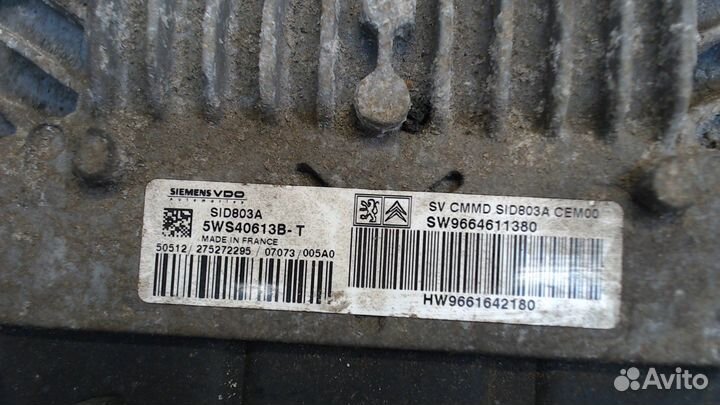 SIEMENS VDO
Automotive
SID803A
5WS40613B-T
MADE IN FRANCE
50512/275272295/07073/005A0
SV CMMD SID803A CEM00
SW9664611380
HW9661642180
Avito